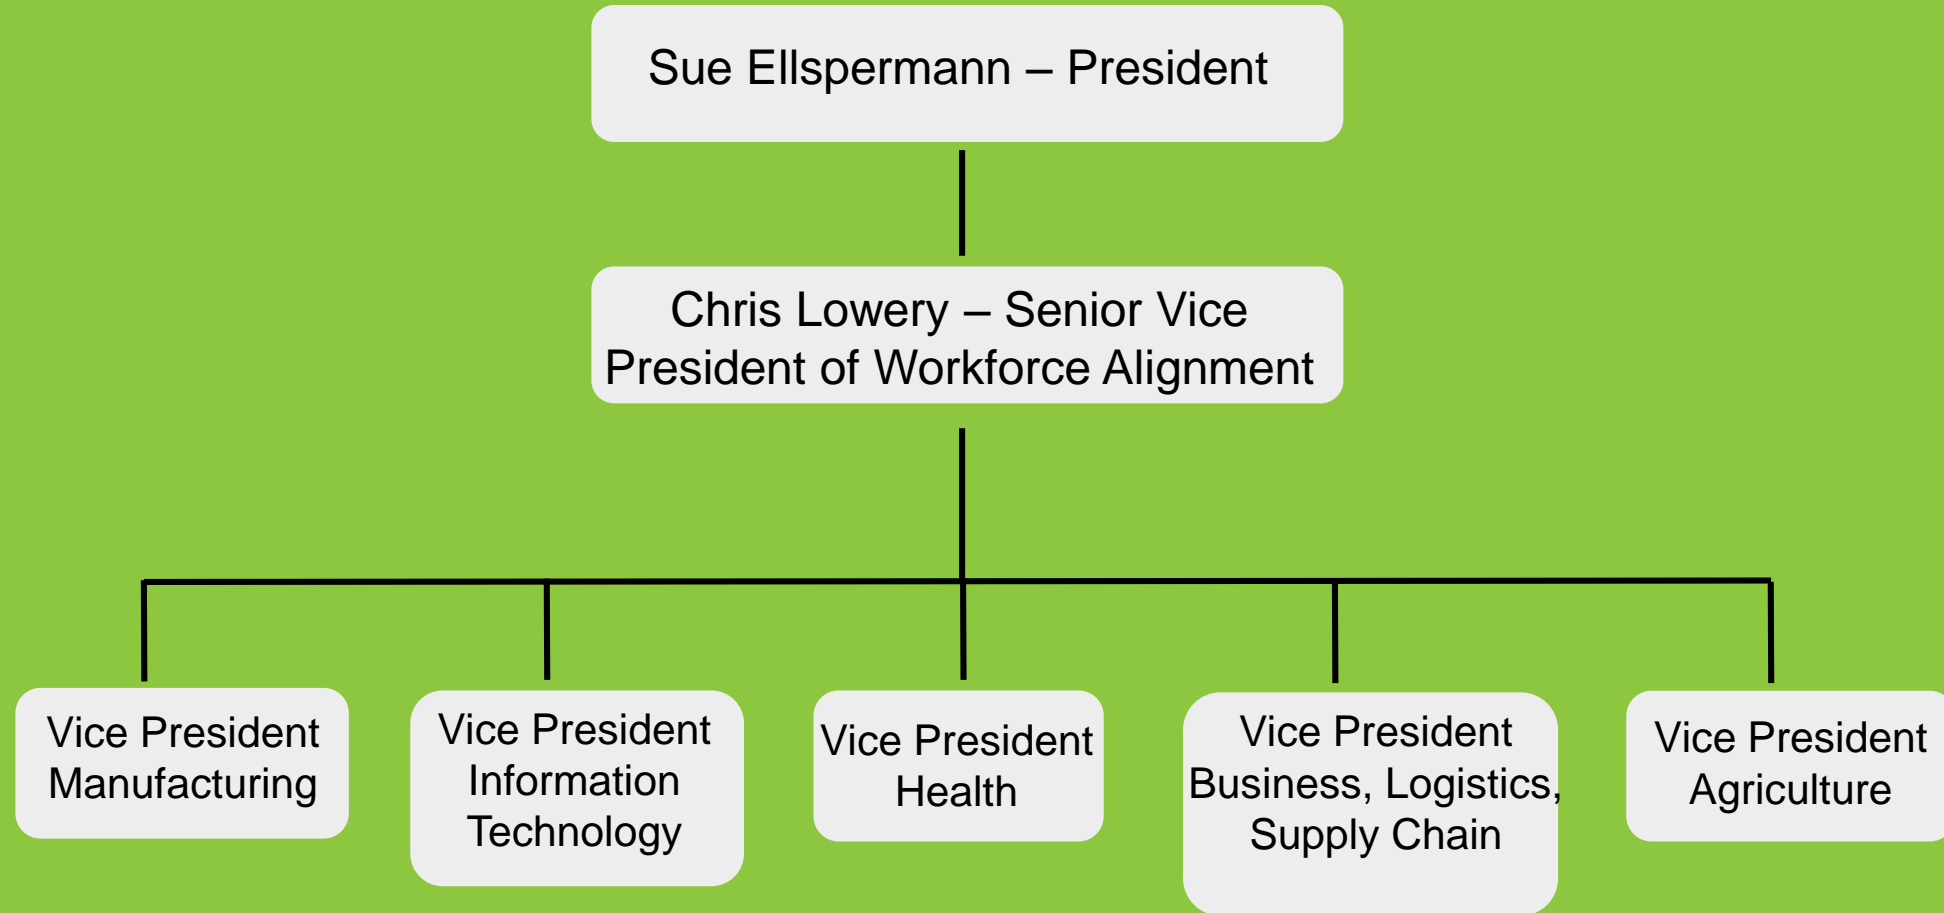 Sue Ellspermann – President
Chris Lowery – Senior Vice
President of Workforce Alignment
Vice President
Manufacturing
Vice President
Information
Technology
Vice President
Health
Vice President
Business, Logistics,
Supply Chain
Vice President
Agriculture